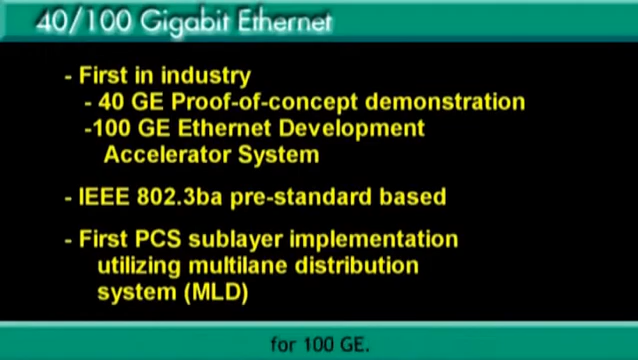 40/100 Gigabit Ethernet
- First in industry
- 40 GE Proof-of-concept demonstration
-100 GE Ethernet Development
Accelerator System
- IEEE 802.3ba pre-standard based
- First PCS sublayer implementation
utilizing multilane distribution
system (MLD)
for 100 GE.